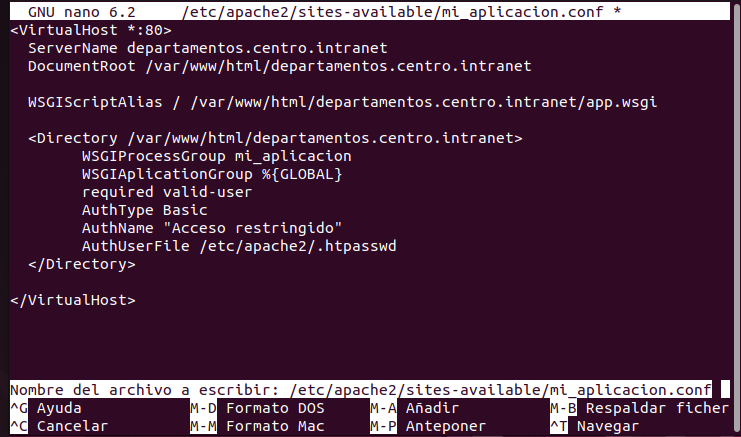 GNU nano 6.2 /etc/apache2/sites-available/mi_aplicacion.conf *
<VirtualHost *:80>
ServerName departamentos.centro.intranet
DocumentRoot /var/www/html/departamentos.centro.intranet
WSGIScriptAlias / /var/www/html/departamentos.centro.intranet/app.wsgi
<Directory /var/www/html/departamentos.centro.intranet>
WSGIProcessGroup mi_aplicacion
WSGIAplicationGroup %{GLOBAL}
required valid-user
AuthType Basic
AuthName "Acceso restringido"
AuthUserFile /etc/apache2/.htpasswd
</Directory>
</VirtualHost>
Nombre del archivo a escribir: /etc/apache2/sites-available/mi_aplicacion.conf
^G Ayuda M-D Formato DOS M-A Añadir M-B Respaldar ficher
^C Cancelar M-M Formato Mac M-P Anteponer ^T Navegar